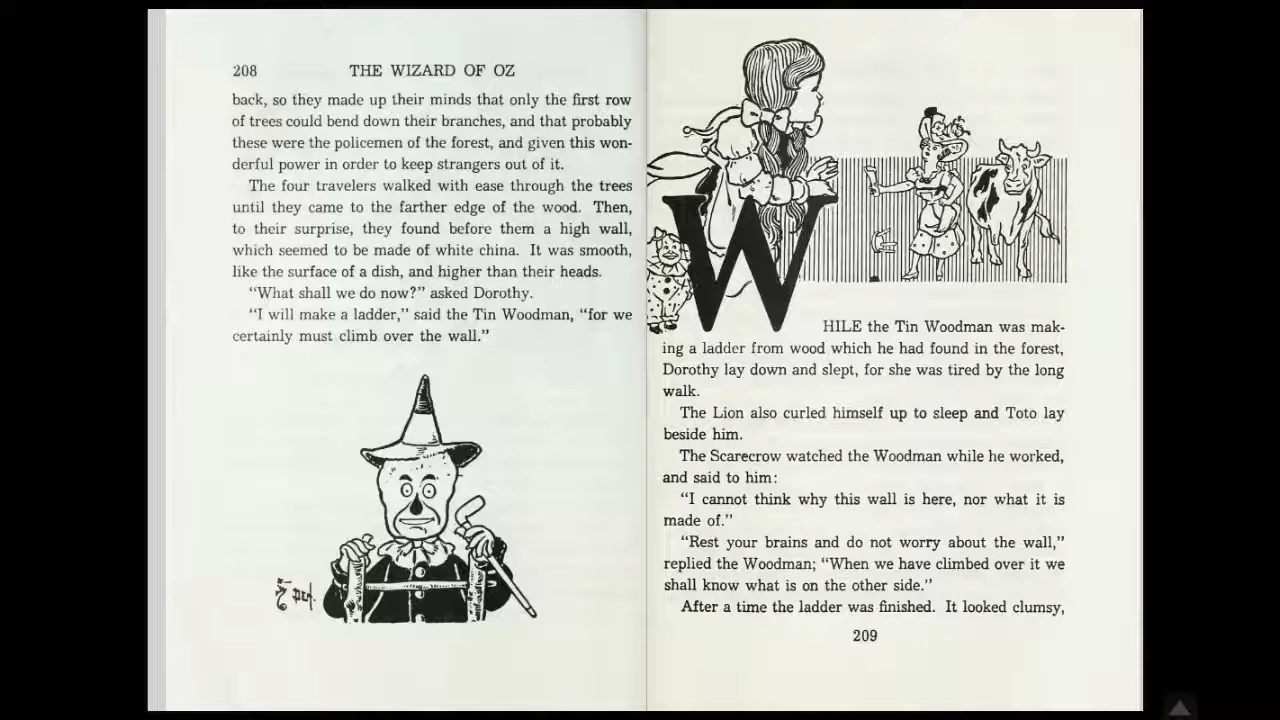 208 THE WIZARD OF OZ
back, so they made up their minds that only the first row
of trees could bend down their branches, and that probably
these were the policemen of the forest, and given this won-
derful power in order to keep strangers out of it.
The four travelers walked with ease through the trees
until they came to the farther edge of the wood. Then,
to their surprise, they found before them a high wall,
which seemed to be made of white china. It was smooth,
like the surface of a dish, and higher than their heads.
"What shall we do now?" asked Dorothy.
"I will make a ladder," said the Tin Woodman, "for we
certainly must climb over the wall."
WHILE the Tin Woodman was mak-
ing a ladder from wood which he had found in the forest,
Dorothy lay down and slept, for she was tired by the long
walk.
The Lion also curled himself up to sleep and Toto lay
beside him.
The Scarecrow watched the Woodman while he worked,
and said to him:
"I cannot think why this wall is here, nor what it is
made of."
"Rest your brains and do not worry about the wall,"
replied the Woodman; "When we have climbed over it we
shall know what is on the other side."
After a time the ladder was finished. It looked clumsy,
209